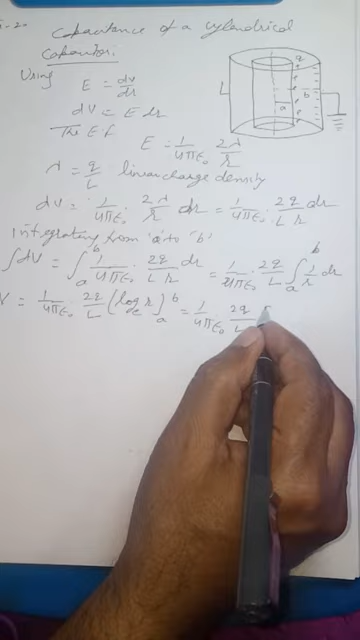 Capacitance of a cylindrical
Capacitor:
Using
E = dv/dr
dV = E dr
The E.f
E = 1/4πε₀ 2λ/r
λ = q/L linear charge density
dV = 1/4πε₀ · 2λ/r dr = 1/4πε₀ · 2q/L r dr
Integrating from 'a' to 'b'
∫dV = ∫ₐᵇ 1/4πε₀ · 2q/L r dr = 1/4πε₀ · 2q/L ∫ₐᵇ 1/r dr
V = 1/4πε₀ · 2q/L (logₑ r)ₐᵇ = 1/4πε₀ 2q/L
L
q
a
b